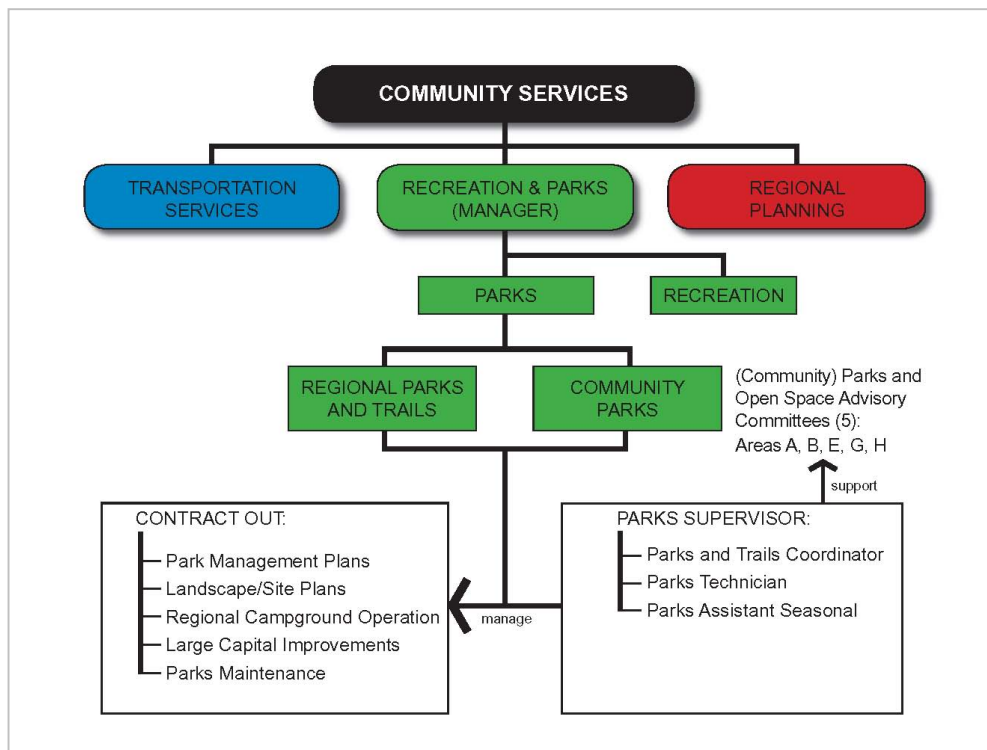 COMMUNITY SERVICES
TRANSPORTATION
SERVICES
RECREATION & PARKS
(MANAGER)
REGIONAL
PLANNING
PARKS
RECREATION
REGIONAL PARKS
AND TRAILS
COMMUNITY
PARKS
(Community) Parks and
Open Space Advisory
Committees (5):
Areas A, B, E, G, H
support
CONTRACT OUT:
Park Management Plans
Landscape/Site Plans
Regional Campground Operation
Large Capital Improvements
Parks Maintenance
manage
PARKS SUPERVISOR:
Parks and Trails Coordinator
Parks Technician
Parks Assistant Seasonal